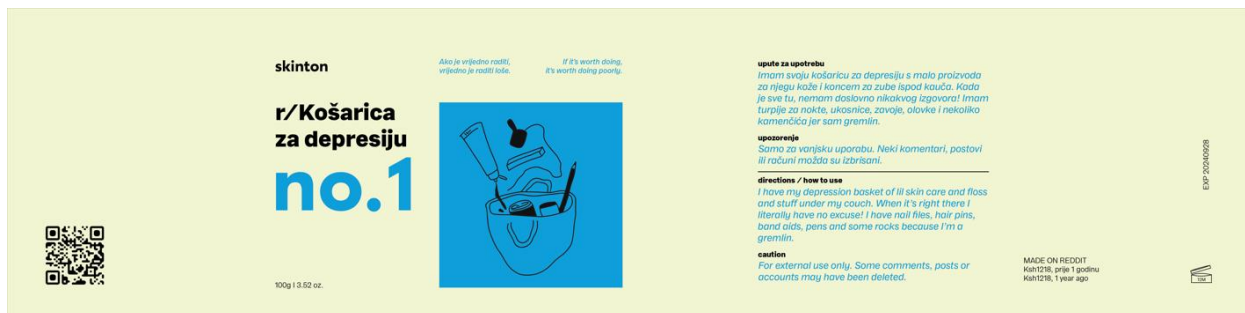 skinton
r/Košarica
za depresiju
no.1
100g I 3.52 oz.
Ako je vrijedno raditi,
vrijedno je raditi loše.
If it's worth doing,
it's worth doing poorly.
upute za upotrebu
Imam svoju košaricu za depresiju s malo proizvoda
za njegu kože i koncem za zube ispod kauča. Kada
je sve tu, nemam doslovno nikakvog izgovora! Imam
turpije za nokte, ukosnice, zavoje, olovke i nekoliko
kamenčića jer sam gremlin.
upozorenje
Samo za vanjsku uporabu. Neki komentari, postovi
ili računi možda su izbrisani.
directions / how to use
I have my depression basket of lil skin care and floss
and stuff under my couch. When it's right there I
literally have no excuse! I have nail files, hair pins,
band aids, pens and some rocks because I'm a
gremlin.
caution
For external use only. Some comments, posts or
accounts may have been deleted.
MADE ON REDDIT
Ksh1218, prije 1 godinu
Ksh1218, 1 year ago
EXP 20240928
12M